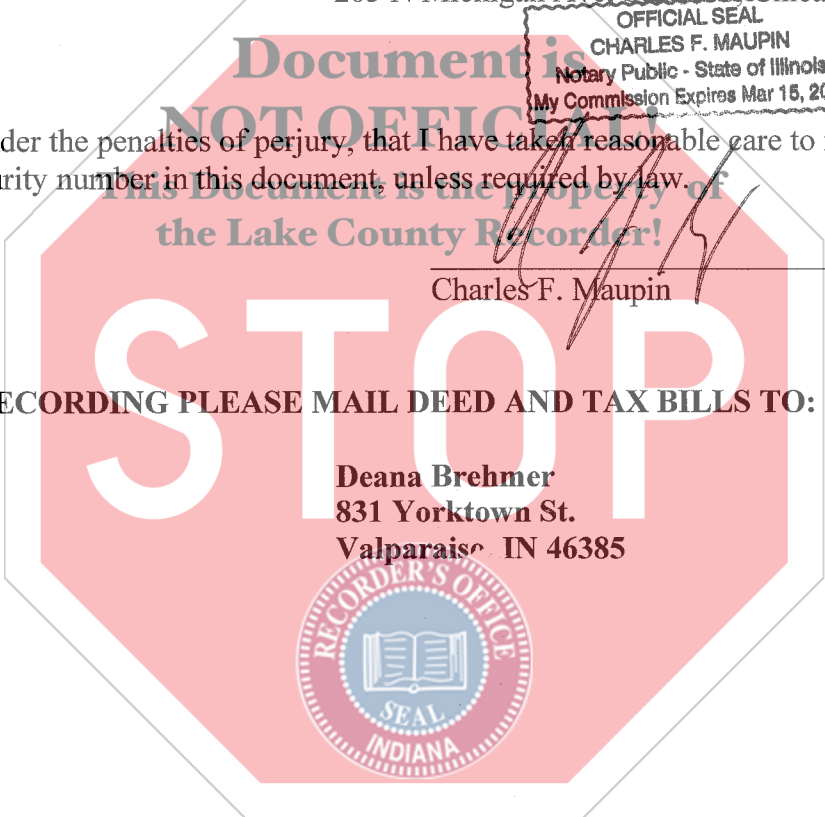 OFFICIAL SEAL
CHARLES F. MAUPIN
Notary Public - State of Illinois
My Commission Expires Mar 15, 20
Document is
NOT OFFICIAL!
der the penalties of perjury, that I have taken reasonable care to
urity number in this document, unless required by law.
This Document is the property of
the Lake County Recorder!
Charles F. Maupin
STOP
ECORDING PLEASE MAIL DEED AND TAX BILLS TO:
Deana Brehmer
831 Yorktown St.
Valparaiso, IN 46385
RECORDER'S OFFICE
SEAL
INDIANA